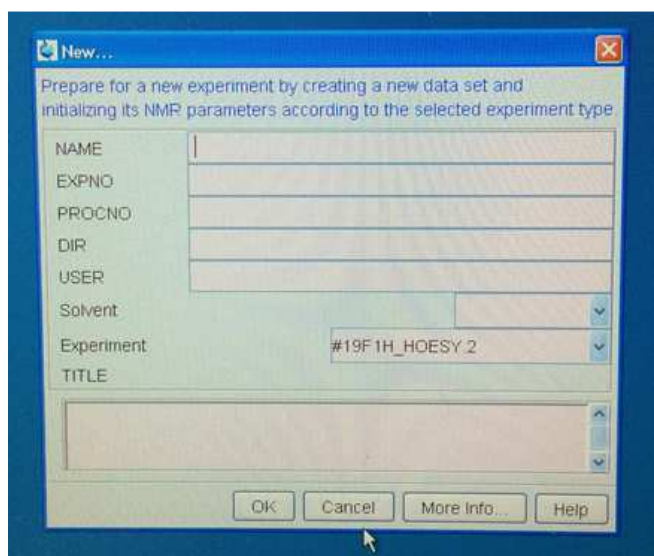 New...
Prepare for a new experiment by creating a new data set and
initializing its NMR parameters according to the selected experiment type
NAME
EXPNO
PROCNO
DIR
USER
Solvent
Experiment #19F1H_HOESY.2
TITLE
OK Cancel More Info... Help